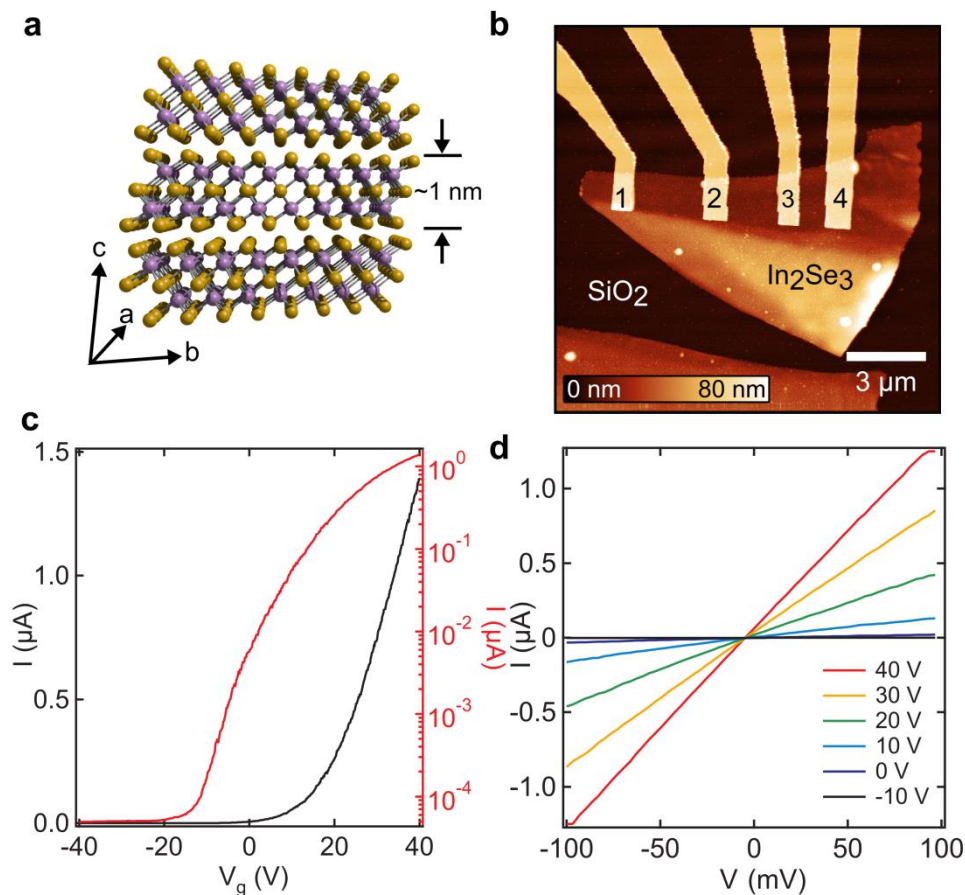 a
~1 nm
c
a
b
b
1
2
3
4
In2Se3
SiO2
0 nm
80 nm
3 µm
c
1.5
1.0
0.5
0.0
I (µA)
10^0
10^-1
10^-2
10^-3
10^-4
I (µA)
-40
-20
0
20
40
Vg (V)
d
1.0
0.5
0
-0.5
-1.0
I (µA)
40 V
30 V
20 V
10 V
0 V
-10 V
-100
-50
0
50
100
V (mV)